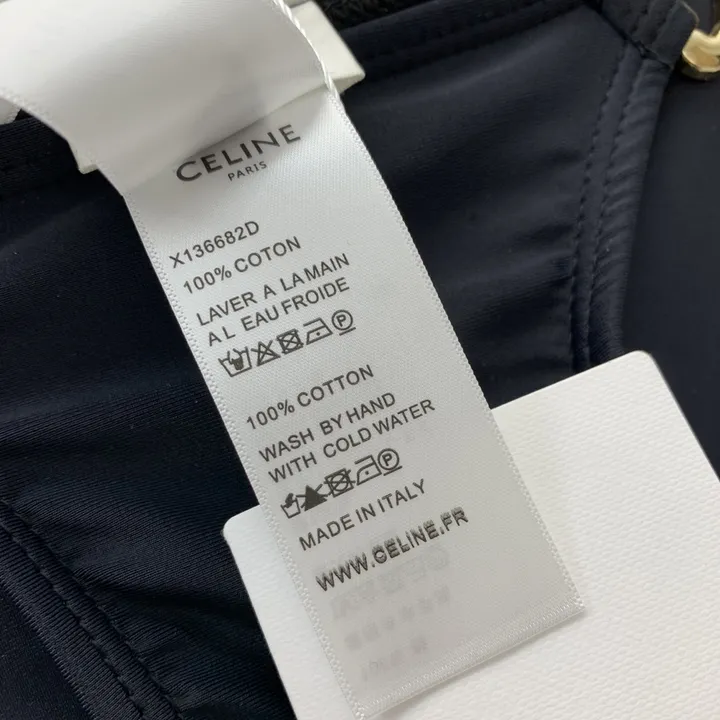 CELINE
PARIS
X136682D
100% COTON
LAVER A LA MAIN
A L EAU FROIDE
P
100% COTTON
WASH BY HAND
WITH COLD WATER
P
MADE IN ITALY
WWW.CELINE.FR